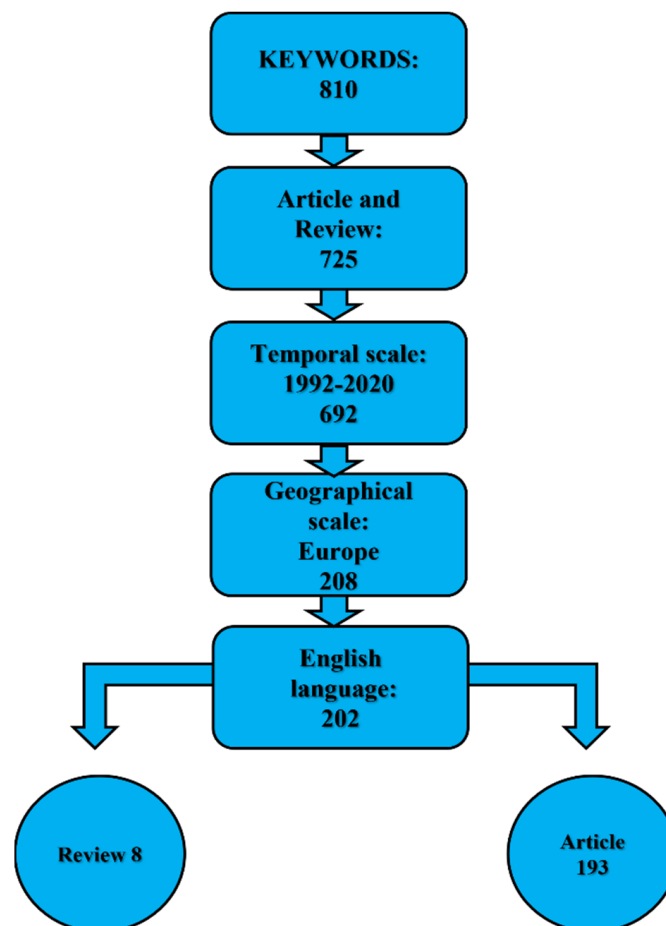 KEYWORDS:
810
Article and
Review:
725
Temporal scale:
1992-2020
692
Geographical
scale:
Europe
208
English
language:
202
Review 8
Article
193